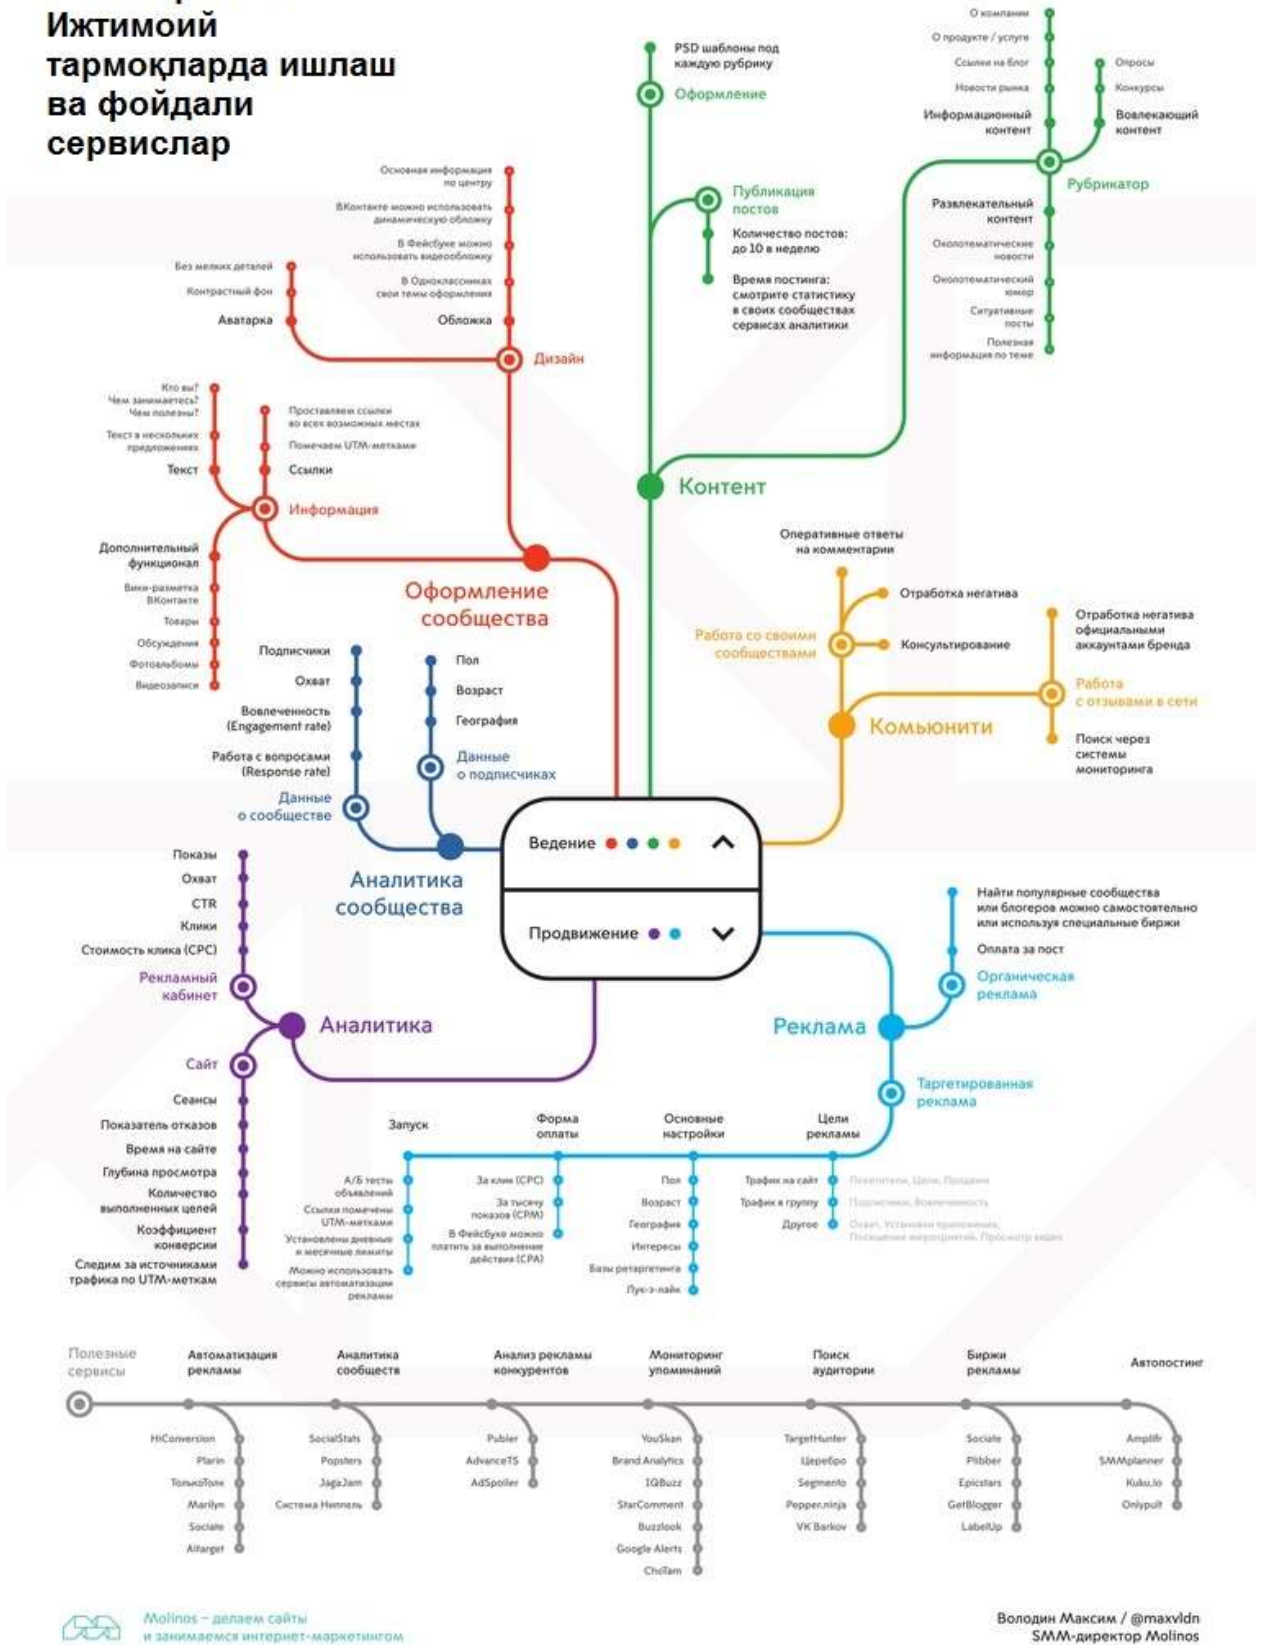 Ижтимоий
тармоқларда ишлаш
ва фойдали
сервислар
PSD шаблоны под
каждую рубрику
Оформление
Публикация
постов
Количество постов:
до 10 в неделю
Время постинга:
смотрите статистику
в своих сообществах
сервисах аналитики
О компании
О продукте / услуге
Ссылки на блог
Новости рынка
Информационный
контент
Опросы
Конкурсы
Вовлекающий
контент
Рубрикатор
Развлекательный
контент
Околотематические
новости
Околотематический
юмор
Ситуативные
посты
Полезная
информация по теме
Контент
Основная информация
по центру
ВКонтакте можно использовать
динамическую обложку
В Фейсбуке можно
использовать видеообложку
В Одноклассниках
свои темы оформления
Обложка
Без мелких деталей
Контрастный фон
Аватарка
Дизайн
Кто вы?
Чем занимаетесь?
Чем полезны?
Текст в нескольких
предложениях
Текст
Проставляем ссылки
во всех возможных местах
Помечаем UTM-метками
Ссылки
Информация
Дополнительный
функционал
Вики-разметка
ВКонтакте
Товары
Обсуждения
Фотоальбомы
Видеозаписи
Оформление
сообщества
Оперативные ответы
на комментарии
Отработка негатива
Консультирование
Работа со своими
сообществами
Отработка негатива
официальными
аккаунтами бренда
Работа
с отзывами в сети
Поиск через
системы
мониторинга
Комьюнити
Подписчики
Охват
Вовлеченность
(Engagement rate)
Работа с вопросами
(Response rate)
Данные
о сообществе
Пол
Возраст
География
Данные
о подписчиках
Аналитика
сообщества
Ведение
Продвижение
Показы
Охват
CTR
Клики
Стоимость клика (CPC)
Рекламный
кабинет
Аналитика
Сайт
Сеансы
Показатель отказов
Время на сайте
Глубина просмотра
Количество
выполненных целей
Коэффициент
конверсии
Следим за источниками
трафика по UTM-меткам
Найти популярные сообщества
или блогеров можно самостоятельно
или используя специальные биржи
Оплата за пост
Органическая
реклама
Реклама
Таргетированная
реклама
Запуск
А/Б тесты
объявлений
Ссылки помечены
UTM-метками
Установлены дневные
и месячные лимиты
Можно использовать
сервисы автоматизации
рекламы
Форма
оплаты
За клик (CPC)
За тысячу
показов (CPM)
В Фейсбуке можно
платить за выполнение
действия (CPA)
Основные
настройки
Пол
Возраст
География
Интересы
Базы ретаргетинга
Лук-э-лайк
Цели
рекламы
Трафик на сайт
Посетители, Цели, Продажи
Трафик в группу
Подписчики, Вовлеченность
Другое
Охват, Установки приложения,
Посещение мероприятий, Просмотр видео
Полезные
сервисы
Автоматизация
рекламы
HiConversion
Plarin
ТолькоТолк
Marilyn
Sociate
Aitarget
Аналитика
сообществ
SocialStats
Popsters
JagaJam
Система Ниппель
Анализ рекламы
конкурентов
Publer
AdvanceTS
AdSpoiler
Мониторинг
упоминаний
YouSkan
Brand Analytics
IQBuzz
StarComment
Buzzlook
Google Alerts
ChoTam
Поиск
аудитории
TargetHunter
Церебро
Segmento
Pepper.ninja
VK Barkov
Биржи
рекламы
Sociate
Plibber
Epicstars
GetBlogger
LabelUp
Автопостинг
Amplifr
SMMplanner
Kuku.io
Onlypult
Molinos – делаем сайты
и занимаемся интернет-маркетингом
Володин Максим / @maxvldn
SMM-директор Molinos